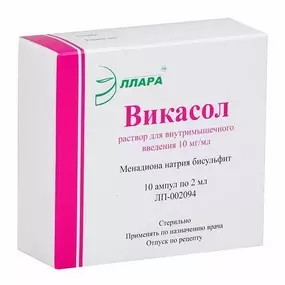 ЭЛЛАРА
Викасол
раствор для внутримышечного
введения 10 мг/мл
Менадиона натрия бисульфит
10 ампул по 2 мл
ЛП-002094
Стерильно
Применять по назначению врача
Отпуск по рецепту